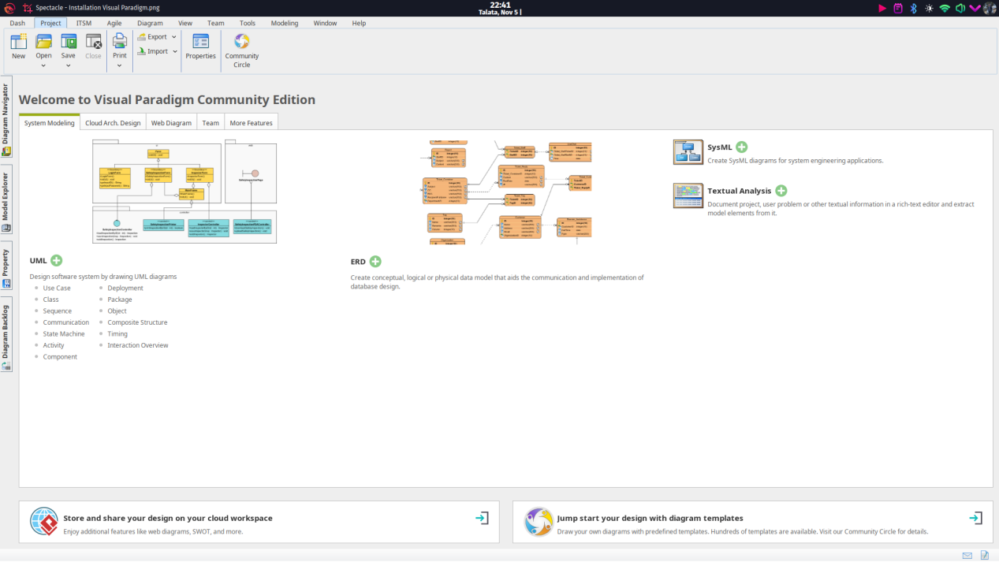 Spectacle - Installation Visual Paradigm.png
22:41
Talata, Nov 5 |
Dash Project ITSM Agile Diagram View Team Tools Modeling Window Help
New Open Save Close Print Export Import Properties Community Circle
Diagram Navigator
Model Explorer
Property
Diagram Backlog
Welcome to Visual Paradigm Community Edition
System Modeling Cloud Arch. Design Web Diagram Team More Features
UML
Design software system by drawing UML diagrams
Use Case Deployment
Class Package
Sequence Object
Communication Composite Structure
State Machine Timing
Activity Interaction Overview
Component
ERD
Create conceptual, logical or physical data model that aids the communication and implementation of
database design.
SysML
Create SysML diagrams for system engineering applications.
Textual Analysis
Document project, user problem or other textual information in a rich-text editor and extract
model elements from it.
Store and share your design on your cloud workspace
Enjoy additional features like web diagrams, SWOT, and more.
Jump start your design with diagram templates
Draw your own diagrams with predefined templates. Hundreds of templates are available. Visit our Community Circle for details.